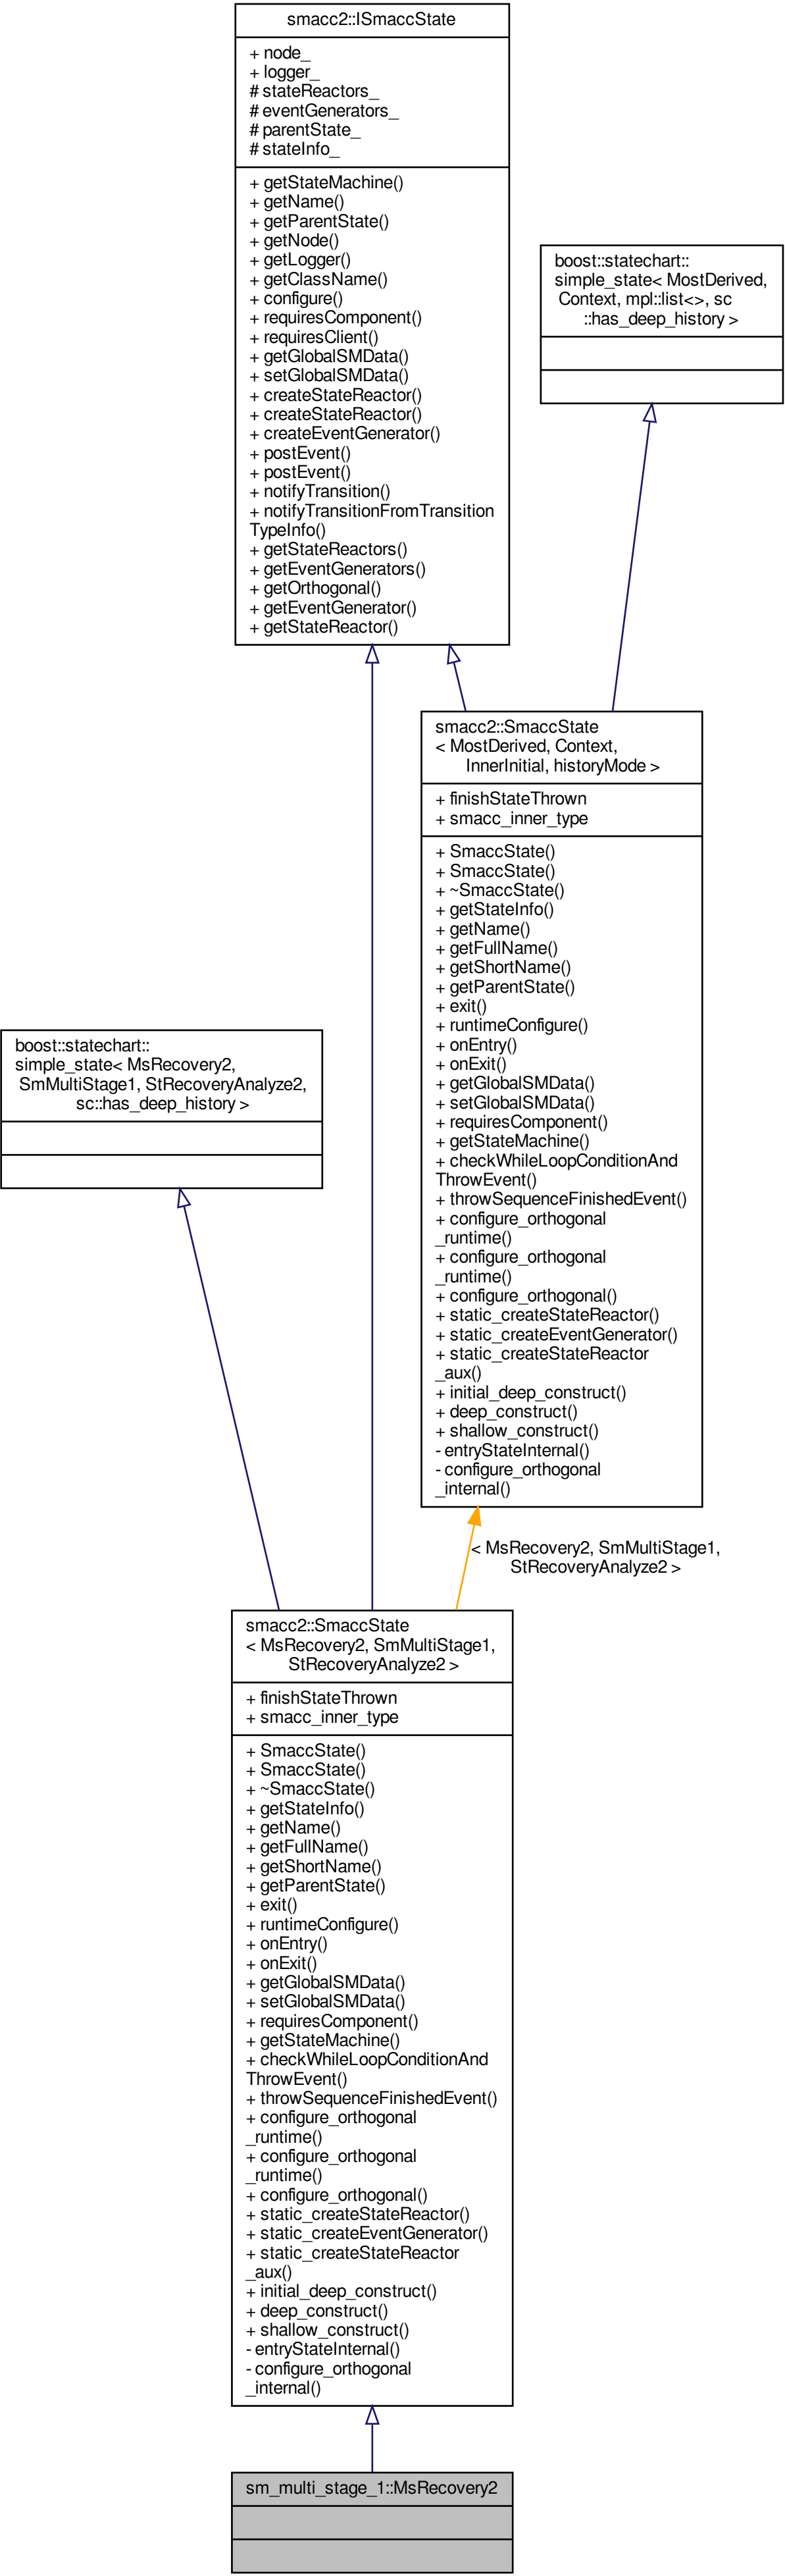 smacc2::ISmaccState
+ node_
+ logger_
# stateReactors_
# eventGenerators_
# parentState_
# stateInfo_
+ getStateMachine()
+ getName()
+ getParentState()
+ getNode()
+ getLogger()
+ getClassName()
+ configure()
+ requiresComponent()
+ requiresClient()
+ getGlobalSMData()
+ setGlobalSMData()
+ createStateReactor()
+ createStateReactor()
+ createEventGenerator()
+ postEvent()
+ postEvent()
+ notifyTransition()
+ notifyTransitionFromTransition
TypeInfo()
+ getStateReactors()
+ getEventGenerators()
+ getOrthogonal()
+ getEventGenerator()
+ getStateReactor()
boost::statechart::
simple_state< MostDerived,
Context, mpl::list<>, sc
::has_deep_history >
smacc2::SmaccState
< MostDerived, Context,
InnerInitial, historyMode >
+ finishStateThrown
+ smacc_inner_type
+ SmaccState()
+ SmaccState()
+ ~SmaccState()
+ getStateInfo()
+ getName()
+ getFullName()
+ getShortName()
+ getParentState()
+ exit()
+ runtimeConfigure()
+ onEntry()
+ onExit()
+ getGlobalSMData()
+ setGlobalSMData()
+ requiresComponent()
+ getStateMachine()
+ checkWhileLoopConditionAnd
ThrowEvent()
+ throwSequenceFinishedEvent()
+ configure_orthogonal
_runtime()
+ configure_orthogonal
_runtime()
+ configure_orthogonal()
+ static_createStateReactor()
+ static_createEventGenerator()
+ static_createStateReactor
_aux()
+ initial_deep_construct()
+ deep_construct()
+ shallow_construct()
- entryStateInternal()
- configure_orthogonal
_internal()
boost::statechart::
simple_state< MsRecovery2,
SmMultiStage1, StRecoveryAnalyze2,
sc::has_deep_history >
< MsRecovery2, SmMultiStage1,
StRecoveryAnalyze2 >
smacc2::SmaccState
< MsRecovery2, SmMultiStage1,
StRecoveryAnalyze2 >
+ finishStateThrown
+ smacc_inner_type
+ SmaccState()
+ SmaccState()
+ ~SmaccState()
+ getStateInfo()
+ getName()
+ getFullName()
+ getShortName()
+ getParentState()
+ exit()
+ runtimeConfigure()
+ onEntry()
+ onExit()
+ getGlobalSMData()
+ setGlobalSMData()
+ requiresComponent()
+ getStateMachine()
+ checkWhileLoopConditionAnd
ThrowEvent()
+ throwSequenceFinishedEvent()
+ configure_orthogonal
_runtime()
+ configure_orthogonal
_runtime()
+ configure_orthogonal()
+ static_createStateReactor()
+ static_createEventGenerator()
+ static_createStateReactor
_aux()
+ initial_deep_construct()
+ deep_construct()
+ shallow_construct()
- entryStateInternal()
- configure_orthogonal
_internal()
sm_multi_stage_1::MsRecovery2